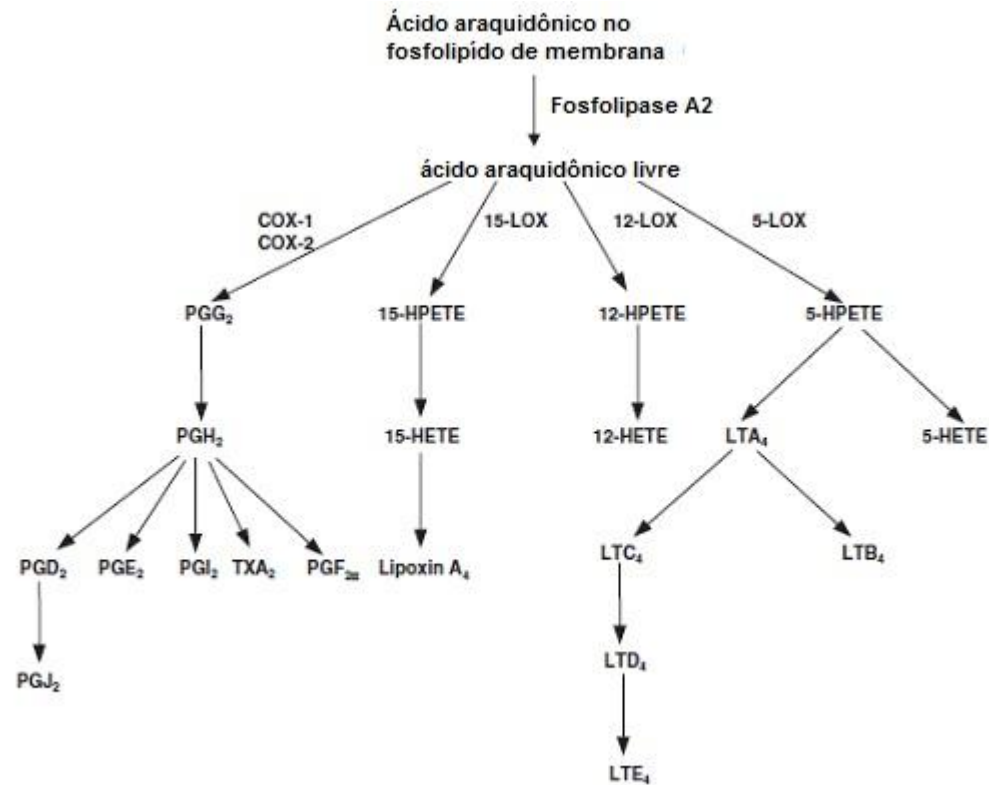 Ácido araquidônico no
fosfolipído de membrana
Fosfolipase A2
ácido araquidônico livre
COX-1
COX-2
15-LOX
12-LOX
5-LOX
PGG₂
15-HPETE
12-HPETE
5-HPETE
PGH₂
15-HETE
12-HETE
LTA₄
5-HETE
PGD₂
PGE₂
PGI₂
TXA₂
PGF₂α
Lipoxin A₄
LTC₄
LTB₄
PGJ₂
LTD₄
LTE₄